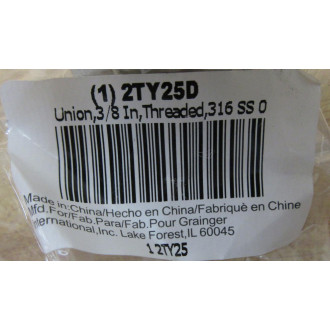 (1) 2TY25D
Union,3/8 In,Threaded,316 SS 0
Made in:China/Hecho en China/Fabriquè en Chine
Mfd.For/Fab.Para/Fab.Pour Grainger
International,Inc. Lake Forest,IL 60045
1 2TY25